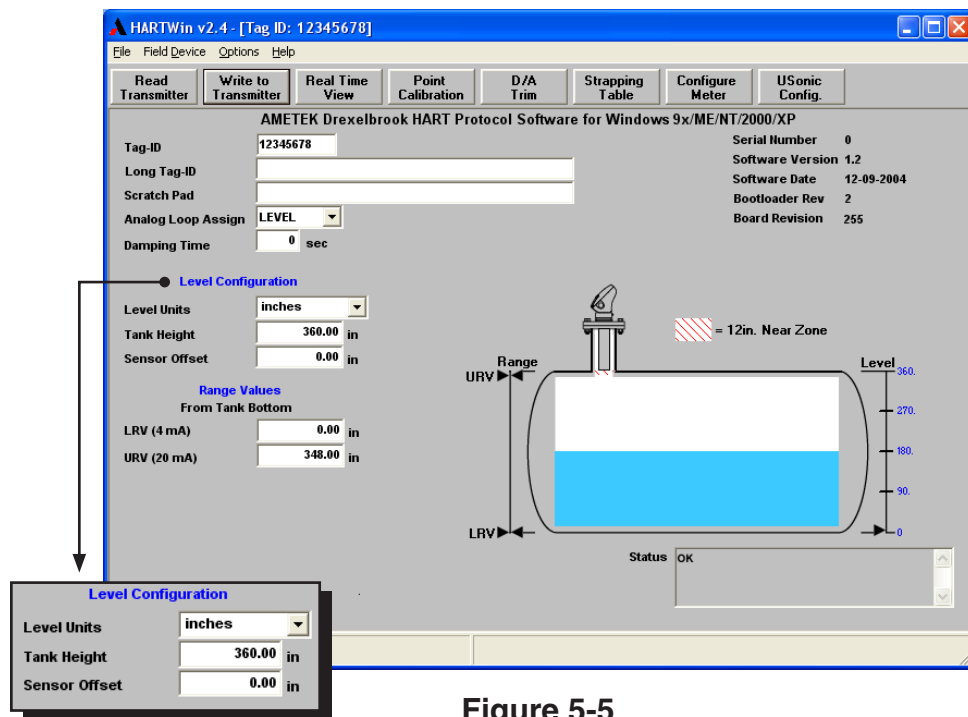 HARTWin v2.4 - [Tag ID: 12345678]
File Field Device Options Help
Read Transmitter Write to Transmitter Real Time View Point Calibration D/A Trim Strapping Table Configure Meter USonic Config.
AMETEK Drexelbrook HART Protocol Software for Windows 9x/ME/NT/2000/XP
Tag-ID 12345678
Long Tag-ID
Scratch Pad
Analog Loop Assign LEVEL
Damping Time 0 sec
Serial Number 0
Software Version 1.2
Software Date 12-09-2004
Bootloader Rev 2
Board Revision 255
Level Configuration
Level Units inches
Tank Height 360.00 in
Sensor Offset 0.00 in
Range Values
From Tank Bottom
LRV (4 mA) 0.00 in
URV (20 mA) 348.00 in
= 12in. Near Zone
Range
URV
LRV
Level
360.
270.
180.
90.
0
Status OK
Level Configuration
Level Units inches
Tank Height 360.00 in
Sensor Offset 0.00 in
Figure 5-5